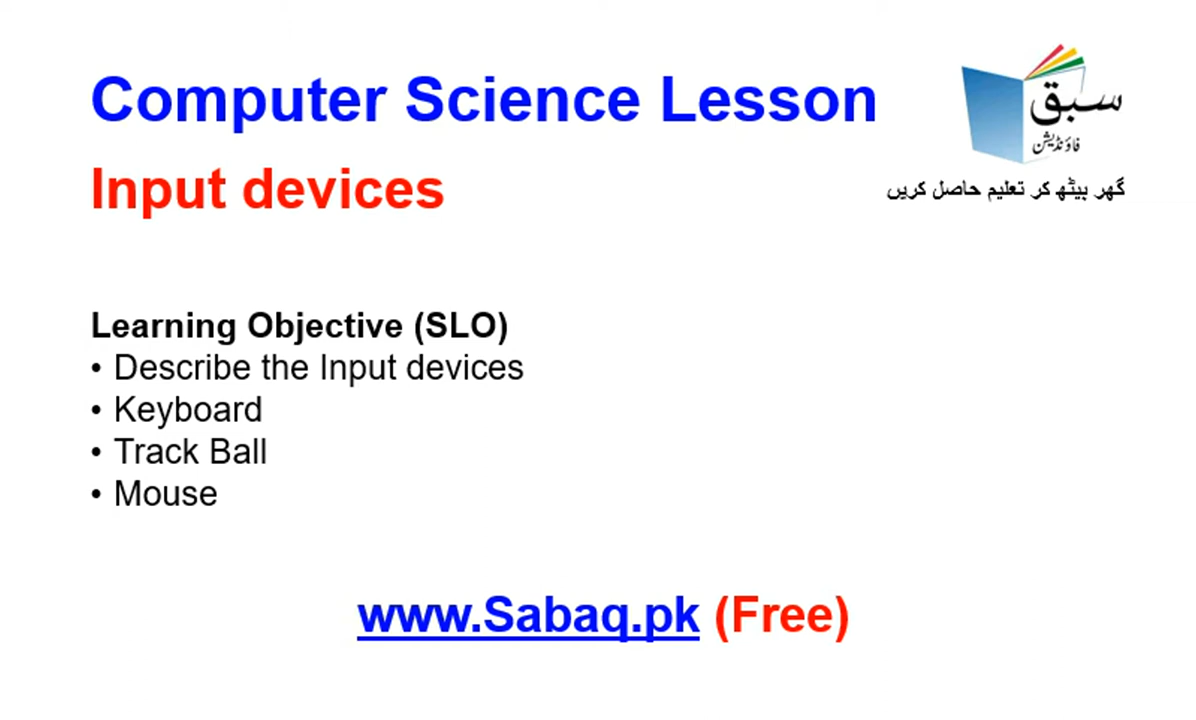 Computer Science Lesson
سبق
فاؤنڈیشن
Input devices
گھر بیٹھ کر تعلیم حاصل کریں
Learning Objective (SLO)
• Describe the Input devices
• Keyboard
• Track Ball
• Mouse
www.Sabaq.pk (Free)